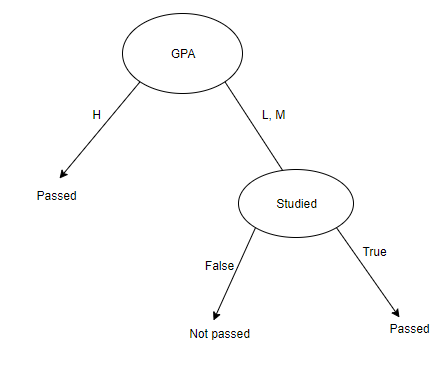 GPA
H
L, M
Passed
Studied
False
True
Not passed
Passed